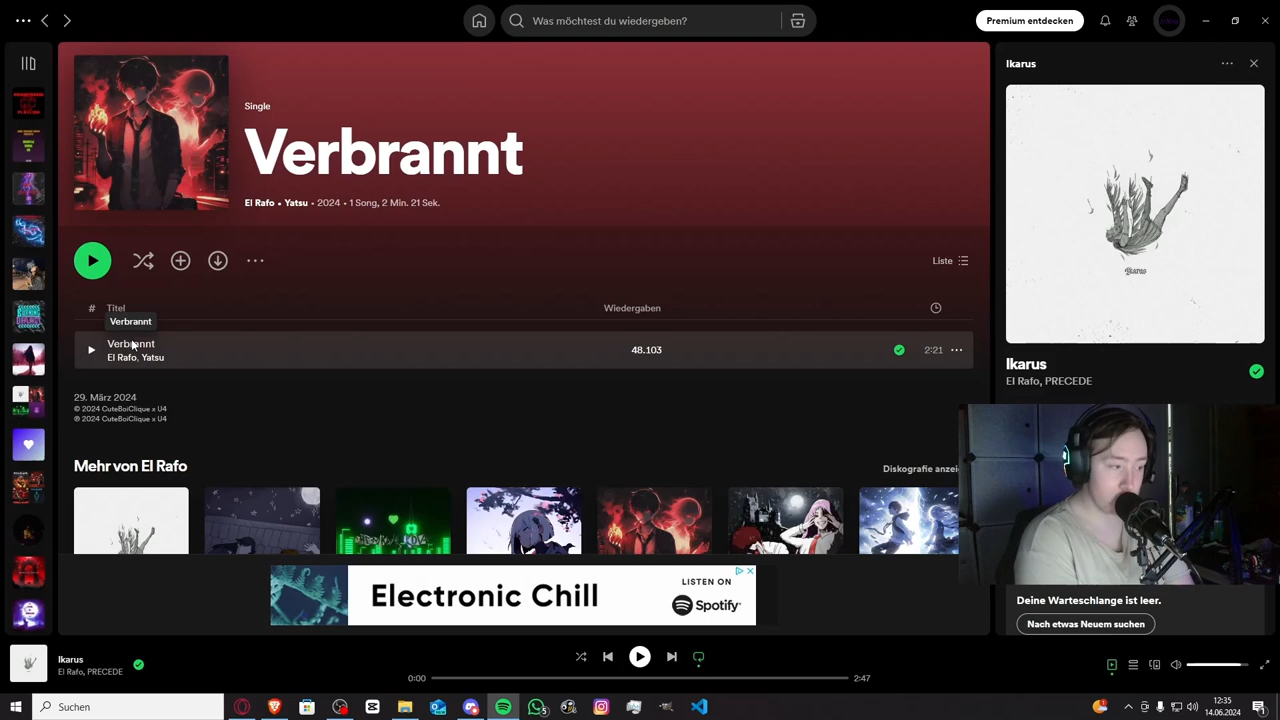 Was möchtest du wiedergeben?
Premium entdecken
Single
Verbrannt
El Rafo • Yatsu • 2024 • 1 Song, 2 Min. 21 Sek.
Liste
# Titel Wiedergaben
Verbrannt
Verbrannt
El Rafo, Yatsu
48.103
2:21
29. März 2024
© 2024 CuteBoiClique x U4
℗ 2024 CuteBoiClique x U4
Mehr von El Rafo
Diskografie anzei
Electronic Chill
LISTEN ON
Spotify
Ikarus
Ikarus
Ikarus
El Rafo, PRECEDE
Deine Warteschlange ist leer.
Nach etwas Neuem suchen
Ikarus
El Rafo, PRECEDE
0:00
2:47
Suchen
12:35
14.06.2024